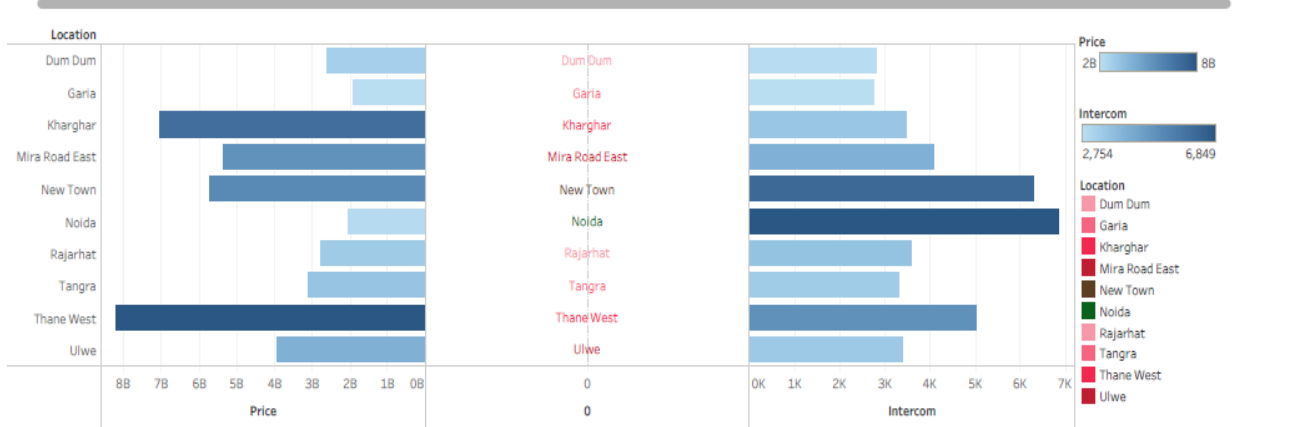 Location
Dum Dum
Garia
Kharghar
Mira Road East
New Town
Noida
Rajarhat
Tangra
Thane West
Ulwe
8B 7B 6B 5B 4B 3B 2B 1B 0B
Price
Dum Dum
Garia
Kharghar
Mira Road East
New Town
Noida
Rajarhat
Tangra
Thane West
Ulwe
0
0
0K 1K 2K 3K 4K 5K 6K 7K
Intercom
Price
2B 8B
Intercom
2,754 6,849
Location
Dum Dum
Garia
Kharghar
Mira Road East
New Town
Noida
Rajarhat
Tangra
Thane West
Ulwe